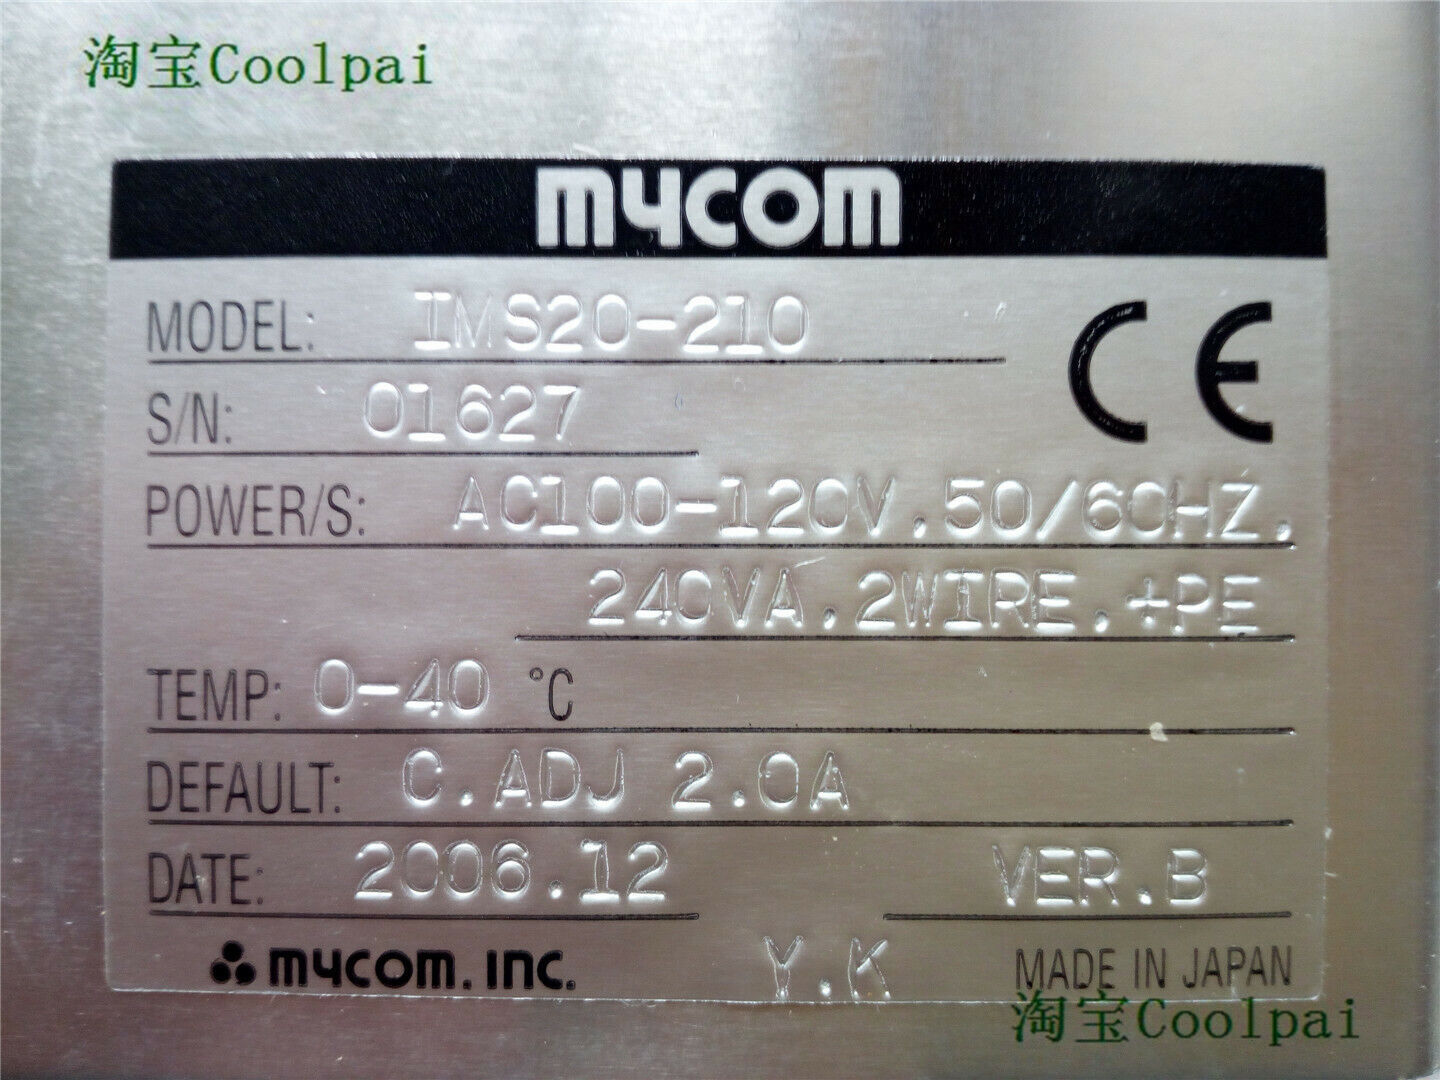 淘宝Coolpai
mycom
MODEL: IMS20-210
CE
S/N: 01627
POWER/S: AC100-120V.50/60HZ.
240VA.2WIRE.+PE
TEMP: 0-40 °C
DEFAULT: C.ADJ 2.0A
DATE: 2006.12 VER.B
mycom. inc. Y.K MADE IN JAPAN
淘宝Coolpai